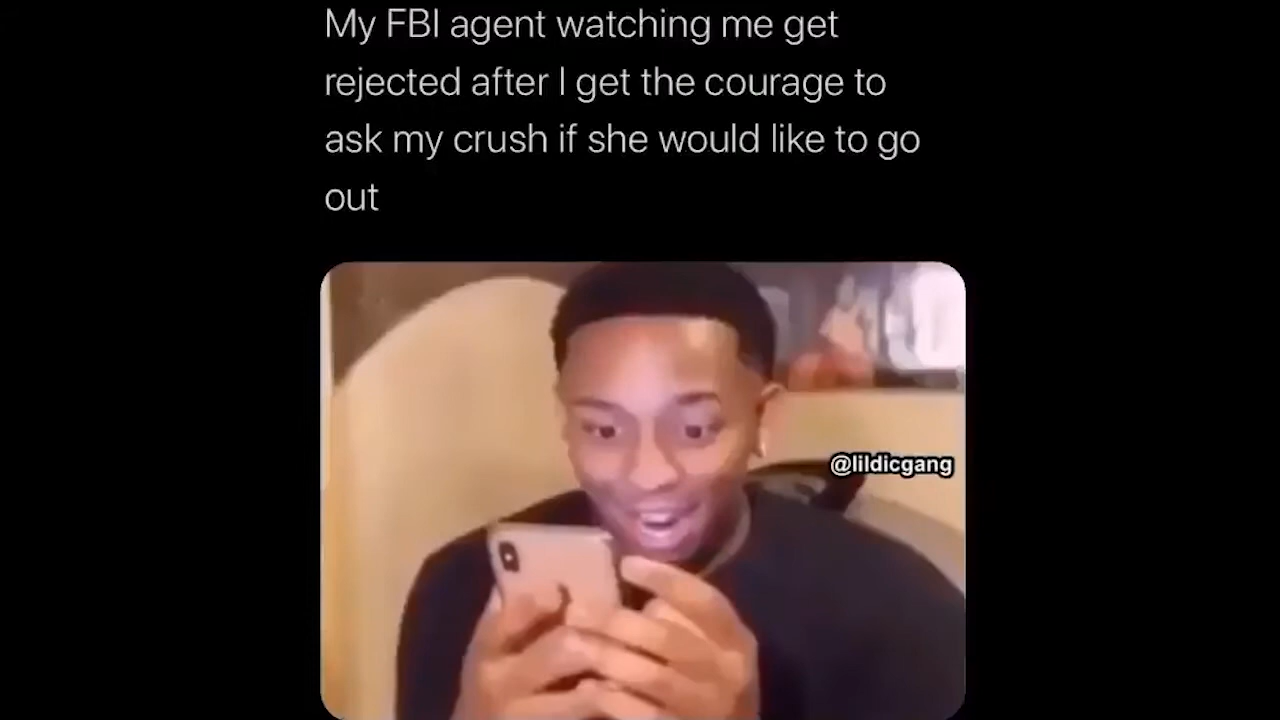 My FBI agent watching me get
rejected after I get the courage to
ask my crush if she would like to go
out
@lildicgang